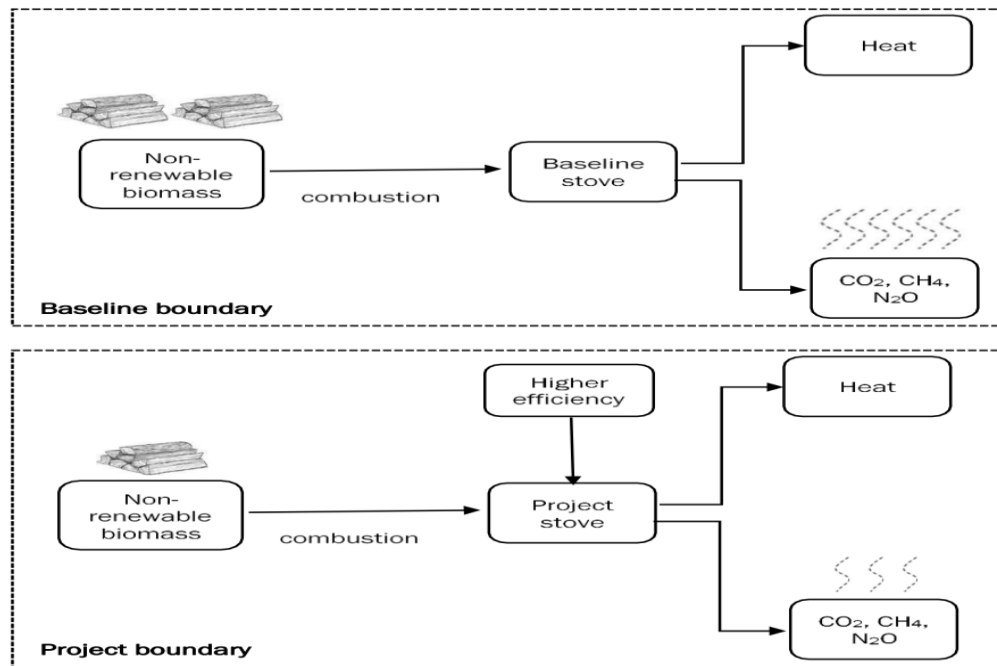 Heat
Non-
renewable
biomass
combustion
Baseline
stove
CO₂, CH₄,
N₂O
Baseline boundary
Higher
efficiency
Heat
Non-
renewable
biomass
combustion
Project
stove
CO₂, CH₄,
N₂O
Project boundary